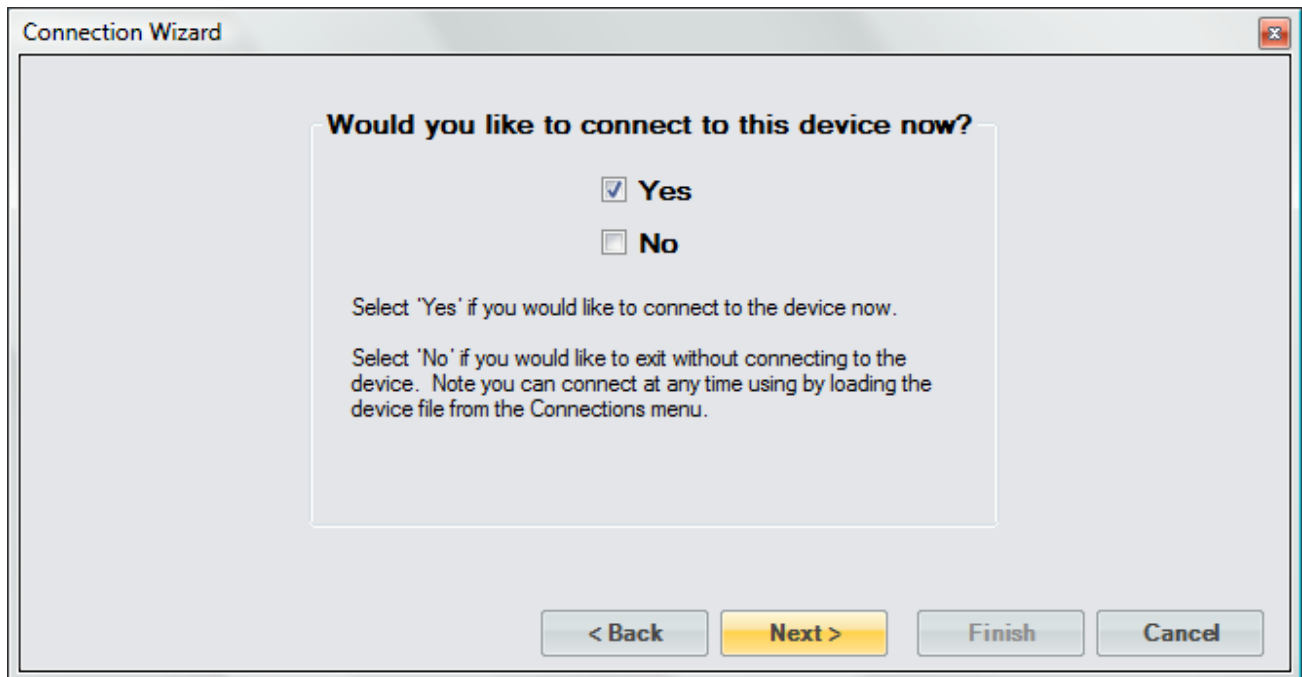 Connection Wizard
x
Would you like to connect to this device now?
Yes
No
Select 'Yes' if you would like to connect to the device now.
Select 'No' if you would like to exit without connecting to the
device.  Note you can connect at any time using by loading the
device file from the Connections menu.
< Back
Next >
Finish
Cancel